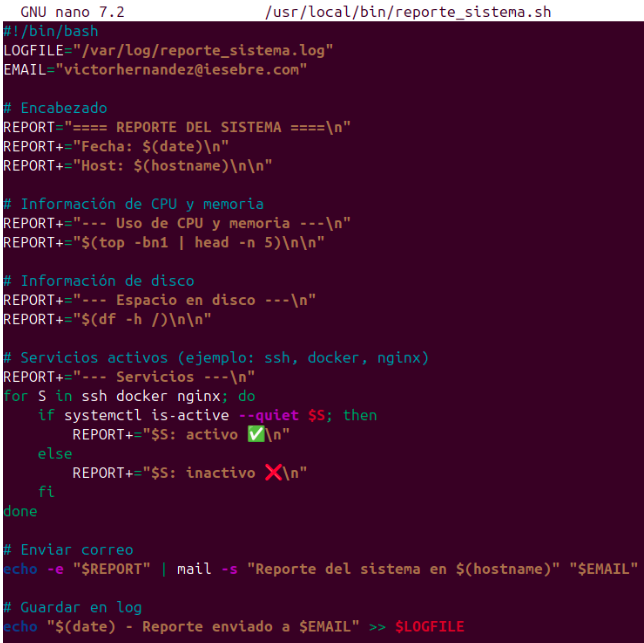 GNU nano 7.2 /usr/local/bin/reporte_sistema.sh
#!/bin/bash
LOGFILE="/var/log/reporte_sistema.log"
EMAIL="victorhernandez@iesebre.com"

# Encabezado
REPORT="==== REPORTE DEL SISTEMA ====\n"
REPORT+="Fecha: $(date)\n"
REPORT+="Host: $(hostname)\n\n"

# Información de CPU y memoria
REPORT+="--- Uso de CPU y memoria ---\n"
REPORT+="$(top -bn1 | head -n 5)\n\n"

# Información de disco
REPORT+="--- Espacio en disco ---\n"
REPORT+="$(df -h /)\n\n"

# Servicios activos (ejemplo: ssh, docker, nginx)
REPORT+="--- Servicios ---\n"
for S in ssh docker nginx; do
    if systemctl is-active --quiet $S; then
        REPORT+="$S: activo ✅\n"
    else
        REPORT+="$S: inactivo ❌\n"
    fi
done

# Enviar correo
echo -e "$REPORT" | mail -s "Reporte del sistema en $(hostname)" "$EMAIL"

# Guardar en log
echo "$(date) - Reporte enviado a $EMAIL" >> $LOGFILE